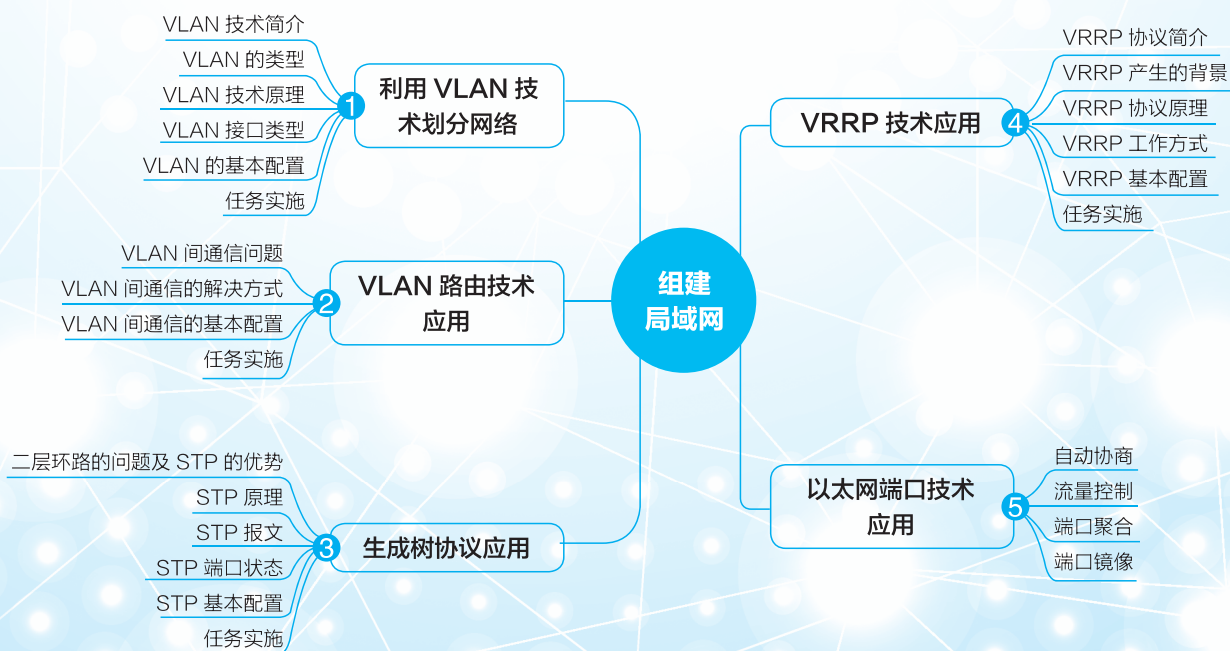 组建
局域网
1
利用 VLAN 技
术划分网络
VLAN 技术简介
VLAN 的类型
VLAN 技术原理
VLAN 接口类型
VLAN 的基本配置
任务实施
2
VLAN 路由技术
应用
VLAN 间通信问题
VLAN 间通信的解决方式
VLAN 间通信的基本配置
任务实施
3
生成树协议应用
二层环路的问题及 STP 的优势
STP 原理
STP 报文
STP 端口状态
STP 基本配置
任务实施
VRRP 技术应用
4
VRRP 协议简介
VRRP 产生的背景
VRRP 协议原理
VRRP 工作方式
VRRP 基本配置
任务实施
以太网端口技术
应用
5
自动协商
流量控制
端口聚合
端口镜像